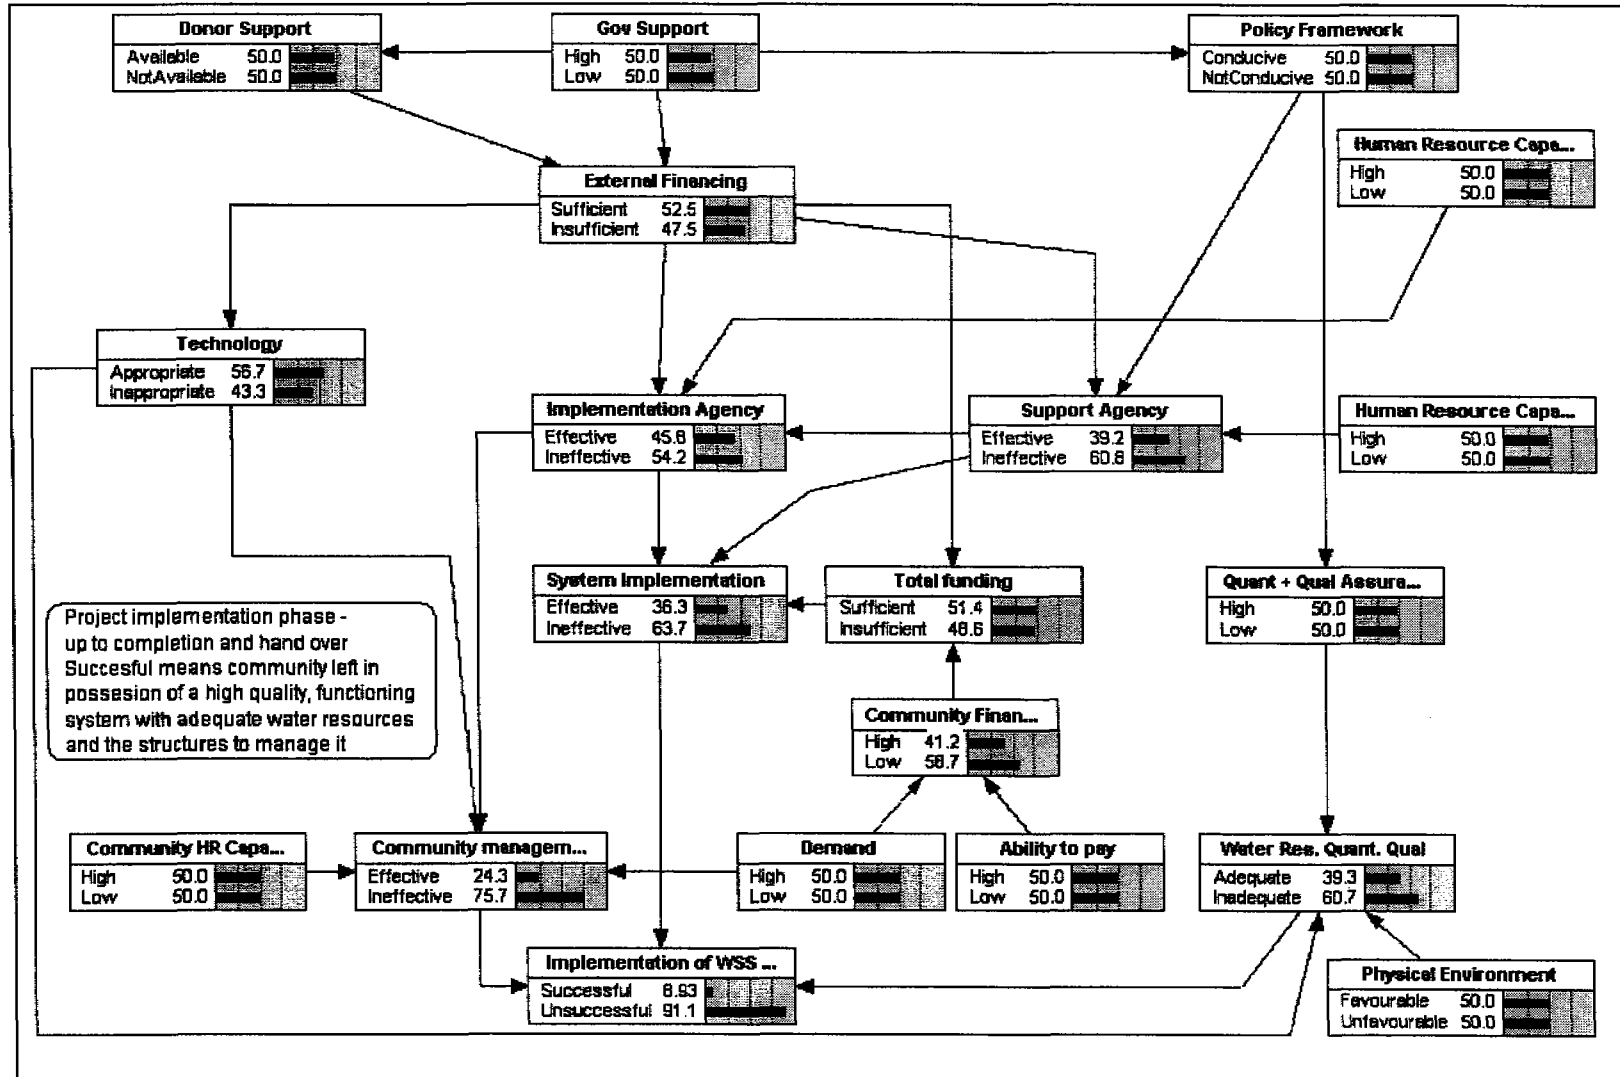 Donor Support
Available 50.0
NotAvailable 50.0
Gov Support
High 50.0
Low 50.0
Policy Framework
Conducive 50.0
NotConducive 50.0
Human Resource Capa...
High 50.0
Low 50.0
External Financing
Sufficient 52.5
Insufficient 47.5
Technology
Appropriate 56.7
Inappropriate 43.3
Implementation Agency
Effective 45.8
Ineffective 54.2
Support Agency
Effective 39.2
Ineffective 60.8
Human Resource Capa...
High 50.0
Low 50.0
System Implementation
Effective 36.3
Ineffective 63.7
Total funding
Sufficient 51.4
Insufficient 48.6
Quant + Qual Assura...
High 50.0
Low 50.0
Project implementation phase -
up to completion and hand over
Succesful means community left in
possesion of a high quality, functioning
system with adequate water resources
and the structures to manage it
Community Finan...
High 41.2
Low 58.7
Community HR Capa...
High 50.0
Low 50.0
Community managem...
Effective 24.3
Ineffective 75.7
Demand
High 50.0
Low 50.0
Ability to pay
High 50.0
Low 50.0
Water Res. Quant. Qual
Adequate 39.3
Inadequate 60.7
Implementation of WSS ...
Successful 8.93
Unsuccessful 91.1
Physical Environment
Favourable 50.0
Unfavourable 50.0